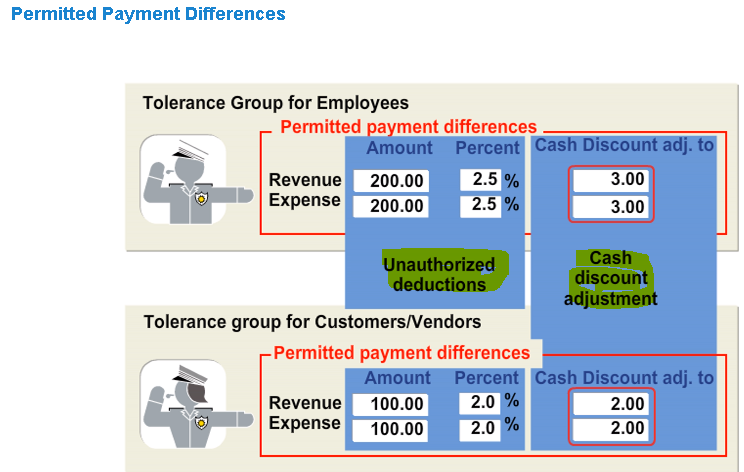 Permitted Payment Differences
Tolerance Group for Employees
Permitted payment differences
Amount Percent Cash Discount adj. to
Revenue 200.00 2.5 % 3.00
Expense 200.00 2.5 % 3.00
Unauthorized
deductions
Cash
discount
adjustment
Tolerance group for Customers/Vendors
Permitted payment differences
Amount Percent Cash Discount adj. to
Revenue 100.00 2.0 % 2.00
Expense 100.00 2.0 % 2.00